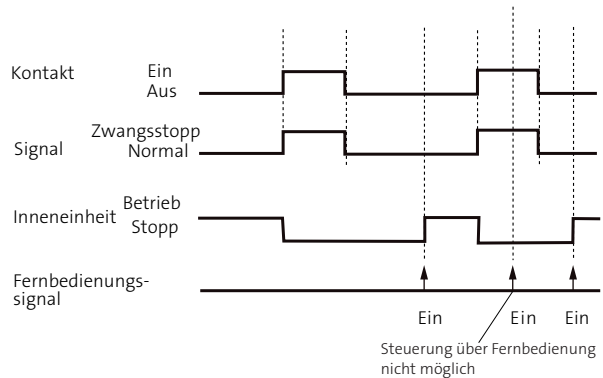 Kontakt Ein
Aus
Zwangsstopp
Signal Normal
Inneneinheit Betrieb
Stopp
Fernbedienungs-
signal
Ein Ein Ein
Steuerung über Fernbedienung
nicht möglich